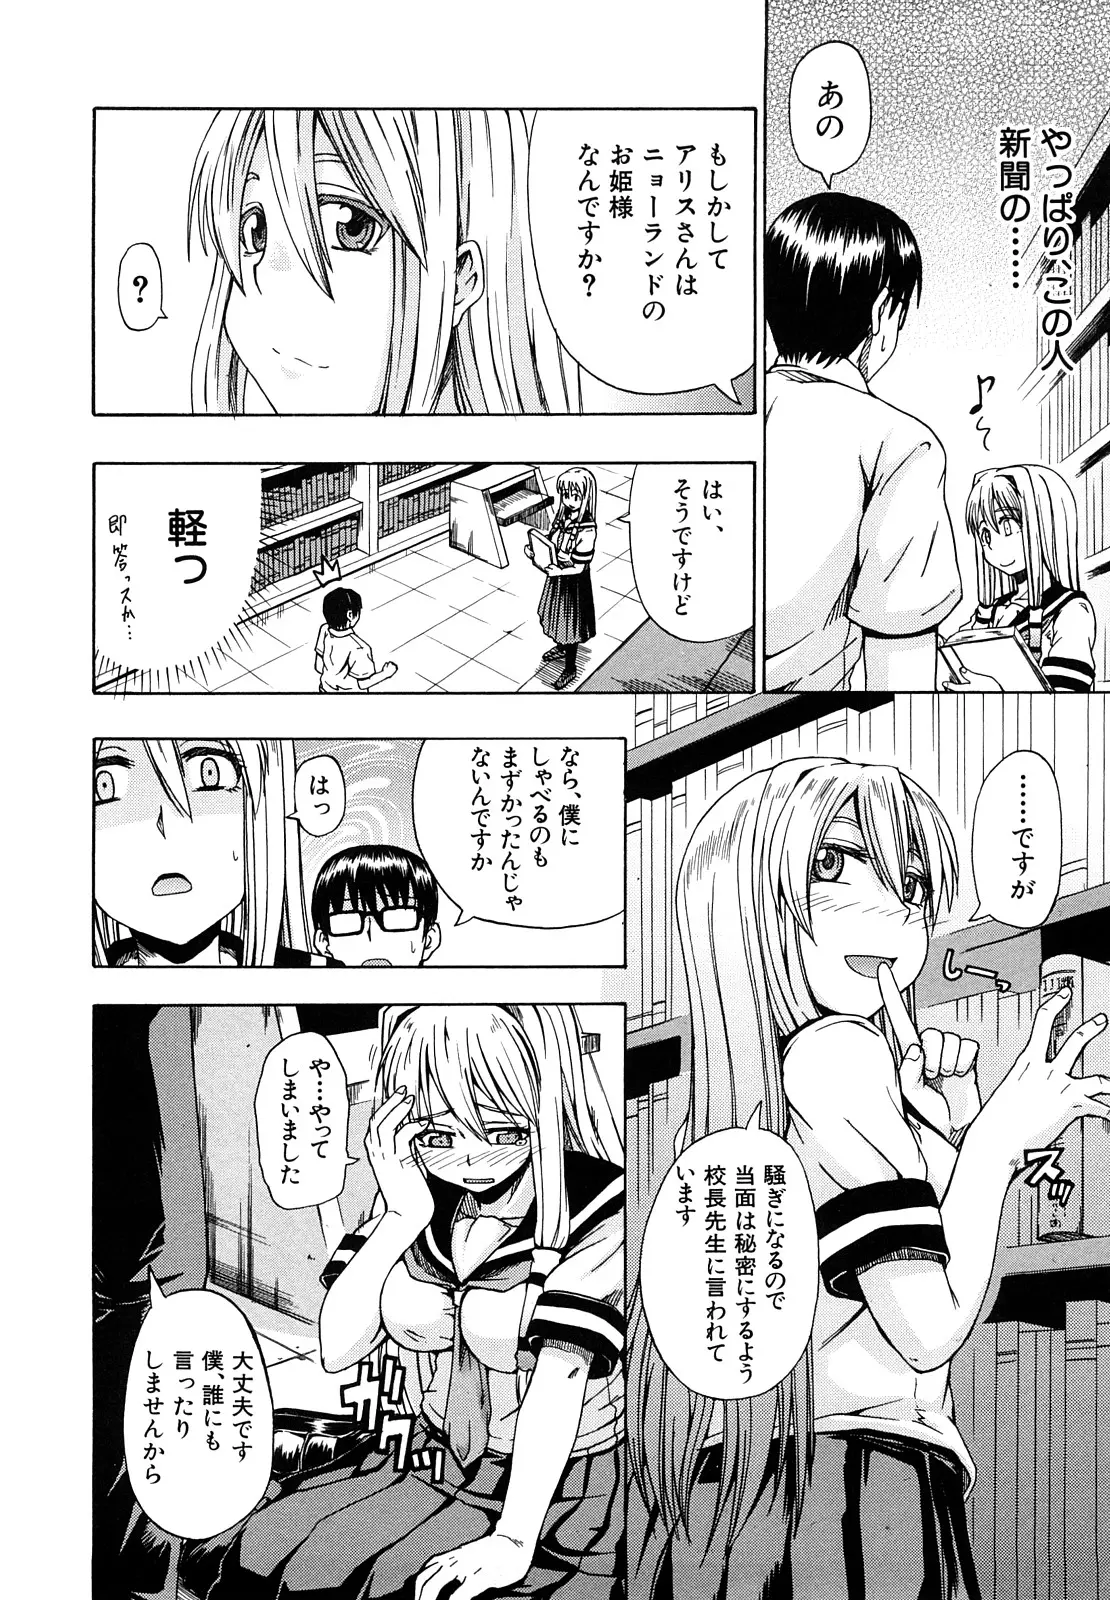 やっぱり、この人
新聞の……
あの
♪
もしかして
アリスさんは
ニョーランドの
お姫様
なんですか?
?
はい、
そうですけど
軽っ
即答っスか…
……ですが
しーっ
ズッ
騒ぎになるので
当面は秘密にするよう
校長先生に言われて
います
なら、僕に
しゃべるのも
まずかったんじゃ
ないんですか
はっ
や…やって
しまいました
ガクッ
大丈夫です
僕、誰にも
言ったり
しませんから